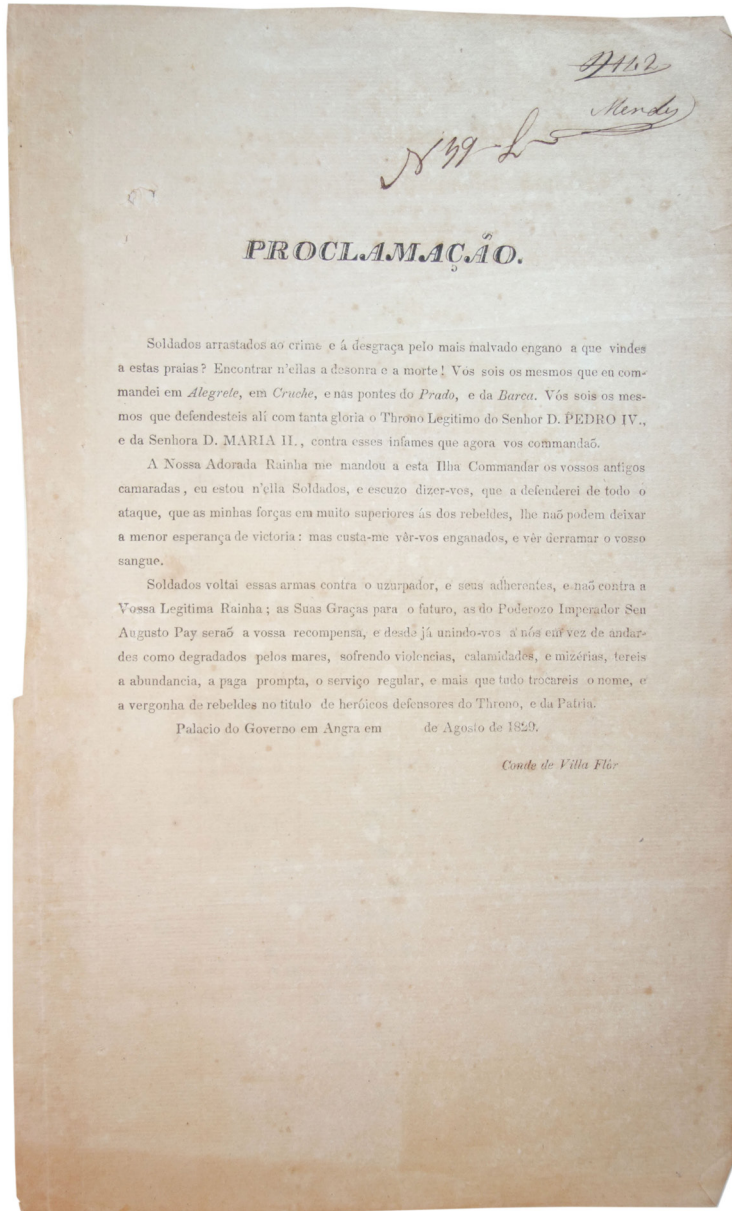 Mendes
N 39
PROCLAMAÇÃO.
Soldados arrastados ao crime e á desgraça pelo mais malvado engano a que vindes
a estas praias? Encontrar n'ellas a desonra e a morte! Vós sois os mesmos que eu com-
mandei em Alegrete, em Cruche, e nas pontes do Prado, e da Barca. Vós sois os mes-
mos que defendesteis ali com tanta gloria o Throno Legitimo do Senhor D. PEDRO IV.,
e da Senhora D. MARIA II., contra esses infames que agora vos commandaõ.
A Nossa Adorada Rainha me mandou a esta Ilha Commandar os vossos antigos
camaradas, eu estou n'ella Soldados, e escuzo dizer-vos, que a defenderei de todo o
ataque, que as minhas forças em muito superiores ás dos rebeldes, lhe naõ podem deixar
a menor esperança de victoria: mas custa-me vêr-vos enganados, e vêr derramar o vosso
sangue.
Soldados voltai essas armas contra o uzurpador, e seus adherentes, e naõ contra a
Vossa Legitima Rainha; as Suas Graças para o futuro, as do Poderozo Imperador Seu
Augusto Pay seraõ a vossa recompensa, e desde já unindo-vos a nós em vez de andar-
des como degradados pelos mares, sofrendo violencias, calamidades, e mizérias, tereis
a abundancia, a paga prompta, o serviço regular, e mais que tudo trocareis o nome, e
a vergonha de rebeldes no titulo de heróicos defensores do Throno, e da Patria.
Palacio do Governo em Angra em de Agosto de 1829.
Conde de Villa Flôr